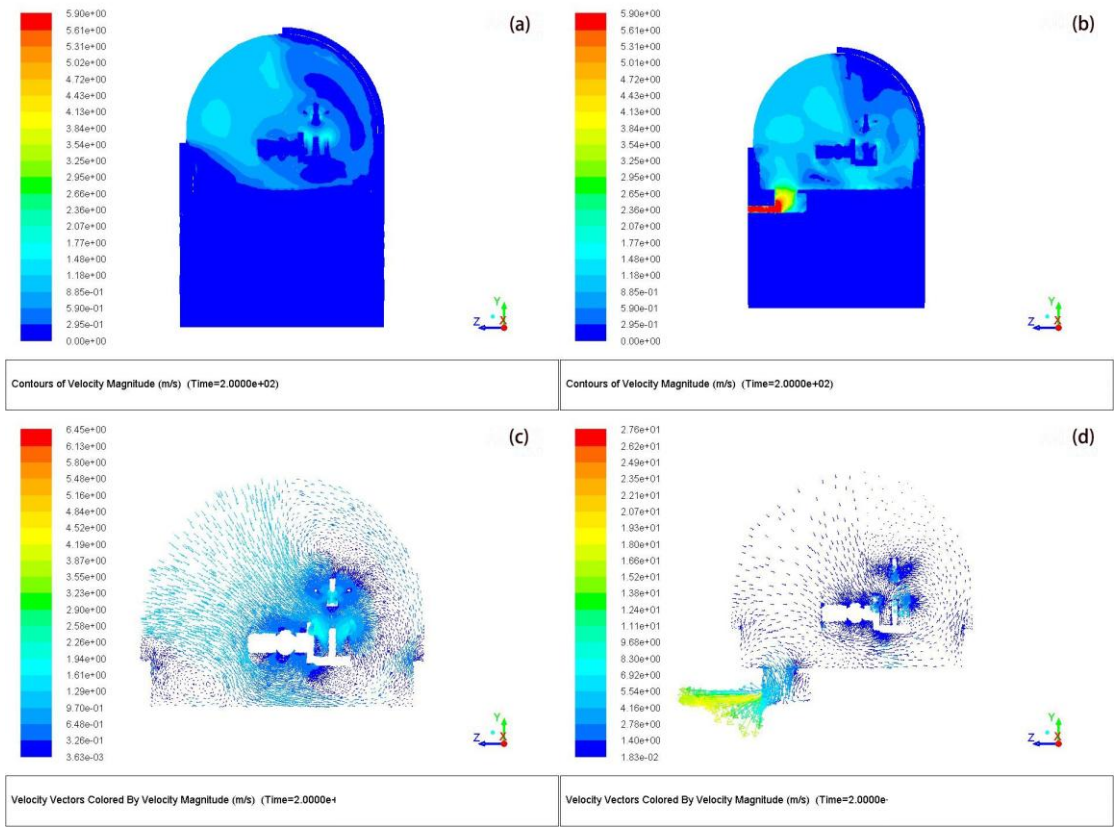 5.90e+00
5.61e+00
5.02e+00
4.72e+00
4.43e+00
4.13e+00
3.84e+00
3.54e+00
3.25e+00
2.95e+00
2.66e+00
2.36e+00
2.07e+00
1.77e+00
1.48e+00
1.18e+00
8.85e-01
5.90e-01
2.95e-01
0.00e+00
(a)
Y
Z
X
Contours of Velocity Magnitude (m/s) (Time=2.0000e+02)
5.90e+00
5.61e+00
5.02e+00
4.72e+00
4.43e+00
4.13e+00
3.84e+00
3.54e+00
3.25e+00
2.95e+00
2.66e+00
2.36e+00
2.07e+00
1.77e+00
1.48e+00
1.18e+00
8.85e-01
5.90e-01
2.95e-01
0.00e+00
(b)
Y
Z
X
Contours of Velocity Magnitude (m/s) (Time=2.0000e+02)
6.45e+00
6.13e+00
5.80e+00
5.48e+00
5.16e+00
4.84e+00
4.52e+00
4.19e+00
3.87e+00
3.55e+00
3.23e+00
2.90e+00
2.58e+00
2.26e+00
1.94e+00
1.61e+00
1.29e+00
9.70e-01
6.48e-01
3.26e-01
3.63e-03
(c)
Y
Z
X
Velocity Vectors Colored By Velocity Magnitude (m/s) (Time=2.0000e+
2.76e+01
2.62e+01
2.49e+01
2.35e+01
2.21e+01
2.07e+01
1.93e+01
1.80e+01
1.66e+01
1.52e+01
1.38e+01
1.24e+01
1.11e+01
9.68e+00
8.30e+00
6.92e+00
5.54e+00
4.16e+00
2.78e+00
1.40e+00
1.83e-02
(d)
Y
Z
X
Velocity Vectors Colored By Velocity Magnitude (m/s) (Time=2.0000e-